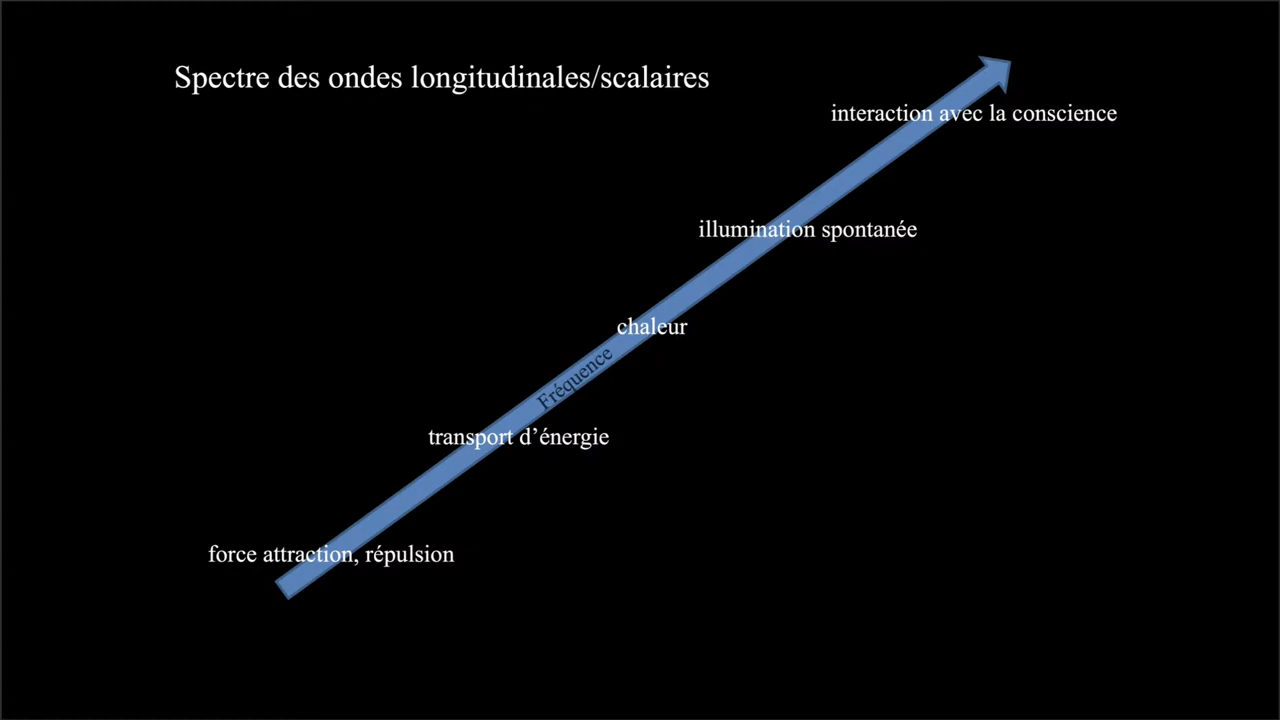 Spectre des ondes longitudinales/scalaires
interaction avec la conscience
illumination spontanée
chaleur
Fréquence
transport d’énergie
force attraction, répulsion